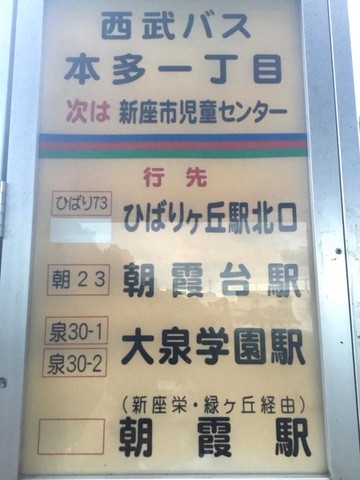 西武バス
本多一丁目
次は 新座市児童センター
行先
ひばり73 ひばりヶ丘駅北口
朝23 朝霞台駅
泉30-1 大泉学園駅
泉30-2
(新座栄・緑ヶ丘経由)
朝霞駅